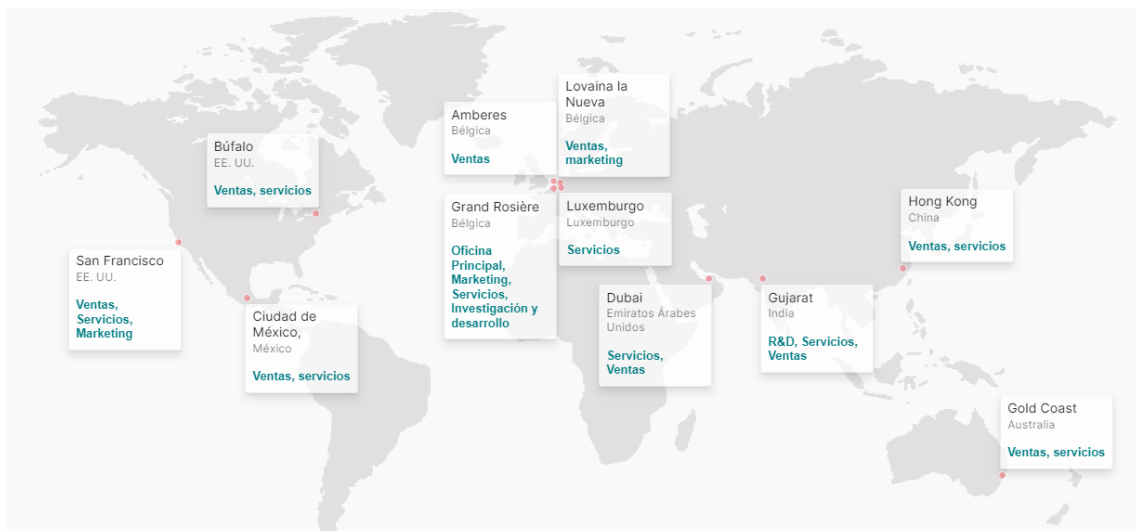 Lovaina la
Nueva
Bélgica
Ventas,
marketing
Amberes
Bélgica
Ventas
Búfalo
EE. UU.
Ventas, servicios
Grand Rosière
Bélgica
Oficina
Principal,
Marketing,
Servicios,
Investigación y
desarrollo
Luxemburgo
Luxemburgo
Servicios
Hong Kong
China
Ventas, servicios
San Francisco
EE. UU.
Ventas,
Servicios,
Marketing
Ciudad de
México,
México
Ventas, servicios
Dubai
Emiratos Árabes
Unidos
Servicios,
Ventas
Gujarat
India
R&D, Servicios,
Ventas
Gold Coast
Australia
Ventas, servicios